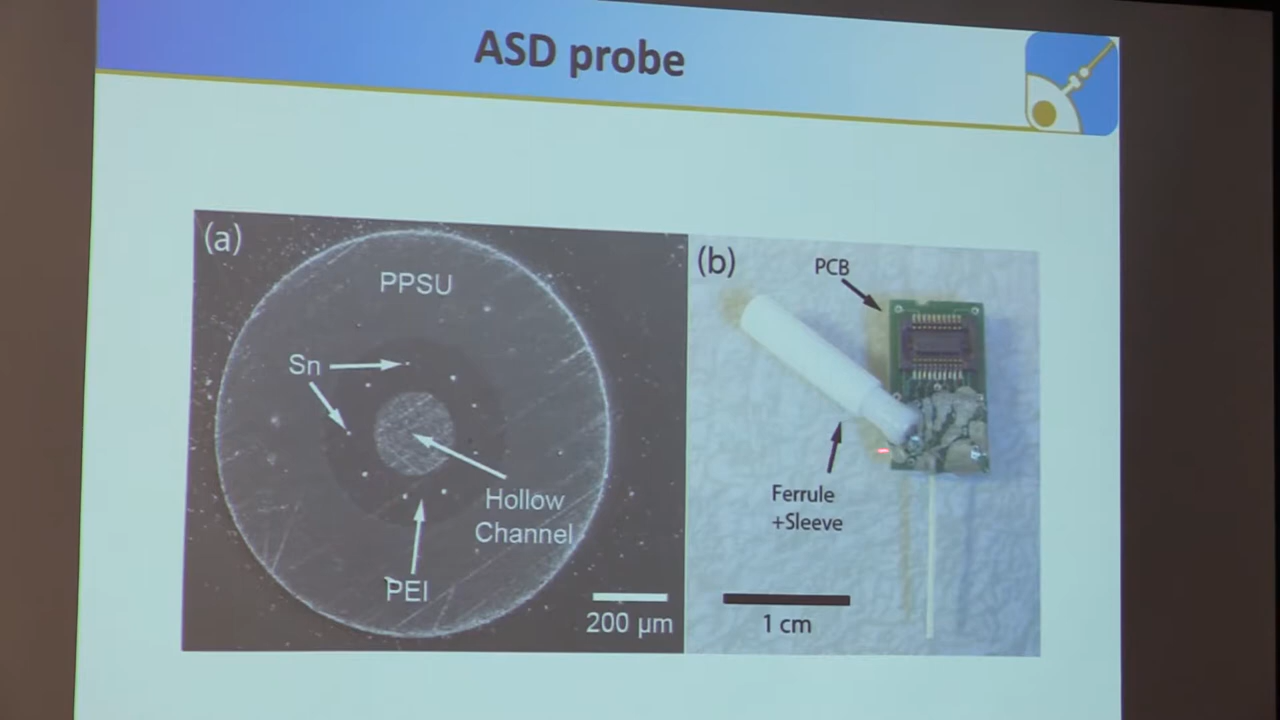 ASD probe
(a)
PPSU
Sn
Hollow
Channel
PEI
200 µm
(b)
PCB
Ferrule
+Sleeve
1 cm